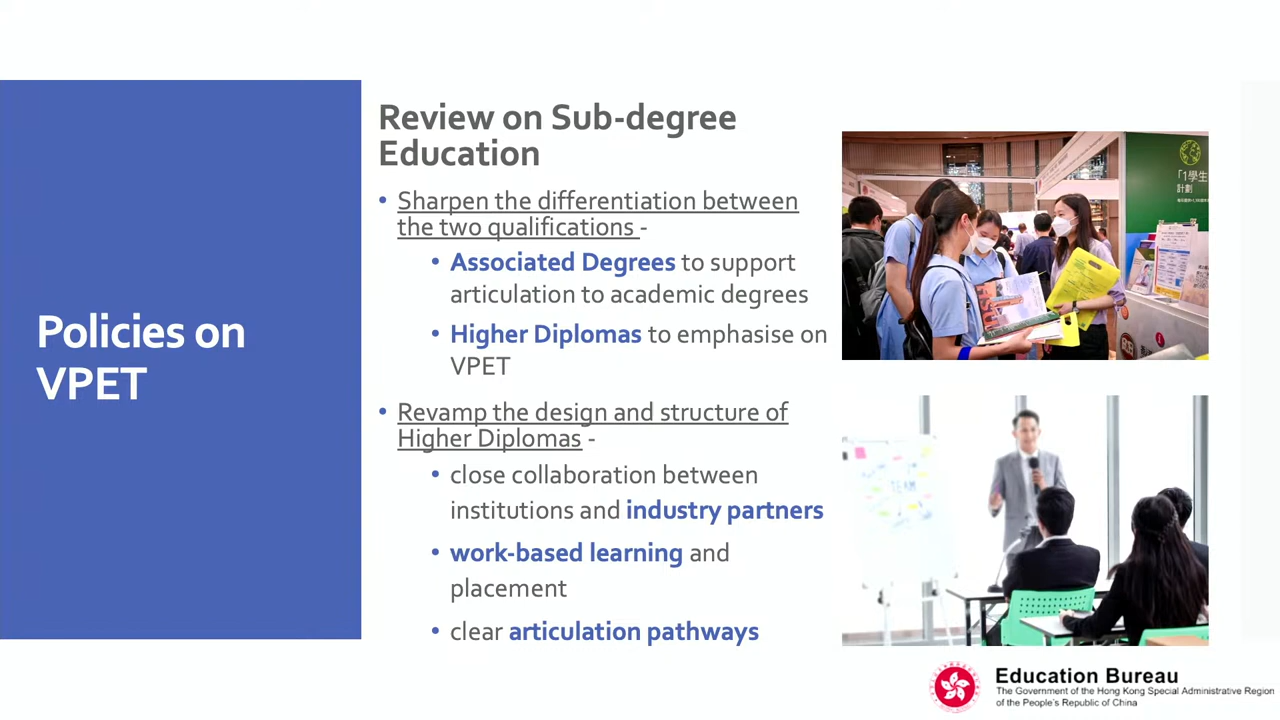 Policies on
VPET
Review on Sub-degree
Education
• Sharpen the differentiation between
the two qualifications -
• Associated Degrees to support
articulation to academic degrees
• Higher Diplomas to emphasise on
VPET
• Revamp the design and structure of
Higher Diplomas -
• close collaboration between
institutions and industry partners
• work-based learning and
placement
• clear articulation pathways
「1學生
計劃
TEAM
Education Bureau
The Government of the Hong Kong Special Administrative Region
of the People's Republic of China